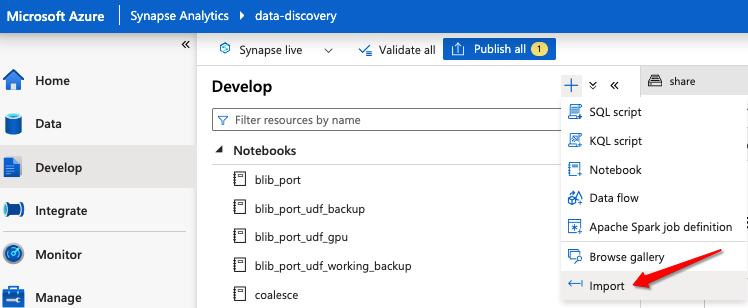 Microsoft Azure Synapse Analytics data-discovery
Home
Data
Develop
Integrate
Monitor
Manage
Synapse live Validate all Publish all 1
Develop
Filter resources by name
Notebooks
blib_port
blib_port_udf_backup
blib_port_udf_gpu
blib_port_udf_working_backup
coalesce
share
SQL script
KQL script
Notebook
Data flow
Apache Spark job definition
Browse gallery
Import